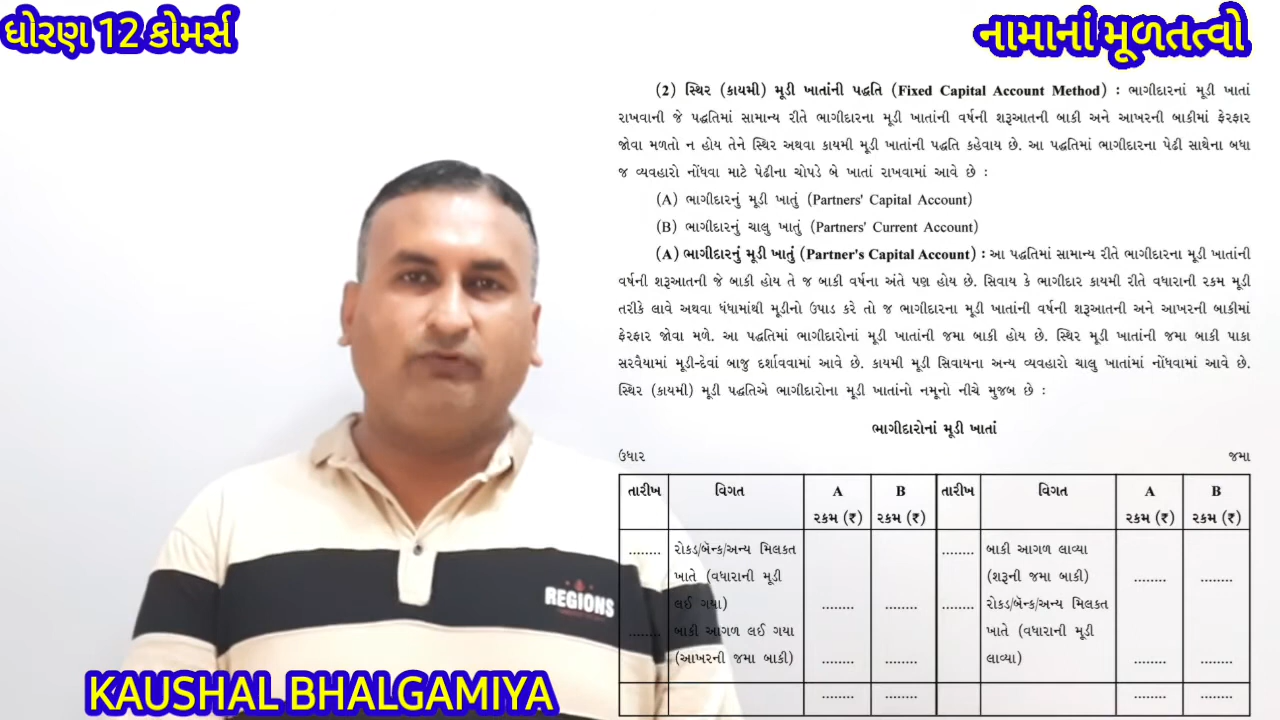 ધોરણ 12 કોમર્સ
નામાનાં મૂળતત્વો
(2) સ્થિર (કાયમી) મૂડી ખાતાંની પદ્ધતિ (Fixed Capital Account Method) : ભાગીદારનાં મૂડી ખાતાં
રાખવાની જે પદ્ધતિમાં સામાન્ય રીતે ભાગીદારના મૂડી ખાતાંની વર્ષની શરૂઆતની બાકી અને આખરની બાકીમાં ફેરફાર
જોવા મળતો ન હોય તેને સ્થિર અથવા કાયમી મૂડી ખાતાંની પદ્ધતિ કહેવાય છે. આ પદ્ધતિમાં ભાગીદારના પેઢી સાથેના બધા
જ વ્યવહારો નોંધવા માટે પેઢીના ચોપડે બે ખાતાં રાખવામાં આવે છે :
(A) ભાગીદારનું મૂડી ખાતું (Partners' Capital Account)
(B) ભાગીદારનું ચાલુ ખાતું (Partners' Current Account)
(A) ભાગીદારનું મૂડી ખાતું (Partner's Capital Account) : આ પદ્ધતિમાં સામાન્ય રીતે ભાગીદારના મૂડી ખાતાંની
વર્ષની શરૂઆતની જે બાકી હોય તે જ બાકી વર્ષના અંતે પણ હોય છે. સિવાય કે ભાગીદાર કાયમી રીતે વધારાની રકમ મૂડી
તરીકે લાવે અથવા ધંધામાંથી મૂડીનો ઉપાડ કરે તો જ ભાગીદારના મૂડી ખાતાંની વર્ષની શરૂઆતની અને આખરની બાકીમાં
ફેરફાર જોવા મળે. આ પદ્ધતિમાં ભાગીદારોનાં મૂડી ખાતાંની જમા બાકી હોય છે. સ્થિર મૂડી ખાતાંની જમા બાકી પાકા
સરવૈયામાં મૂડી-દેવાં બાજુ દર્શાવવામાં આવે છે. કાયમી મૂડી સિવાયના અન્ય વ્યવહારો ચાલુ ખાતાંમાં નોંધવામાં આવે છે.
સ્થિર (કાયમી) મૂડી પદ્ધતિએ ભાગીદારોના મૂડી ખાતાંનો નમૂનો નીચે મુજબ છે :
ભાગીદારોનાં મૂડી ખાતાં
ઉધાર જમા
તારીખ વિગત A B તારીખ વિગત A B
રકમ (₹) રકમ (₹) રકમ (₹) રકમ (₹)
........ રોકડ/બૅન્ક/અન્ય મિલકત ........ બાકી આગળ લાવ્યા
ખાતે (વધારાની મૂડી (શરૂની જમા બાકી) ........ ........
લઈ ગયા) ........ ........ ........ રોકડ/બૅન્ક/અન્ય મિલકત
........ બાકી આગળ લઈ ગયા ખાતે (વધારાની મૂડી
(આખરની જમા બાકી) ........ ........ લાવ્યા) ........ ........
........ ........ ........ ........
REGIONS
KAUSHAL BHALGAMIYA